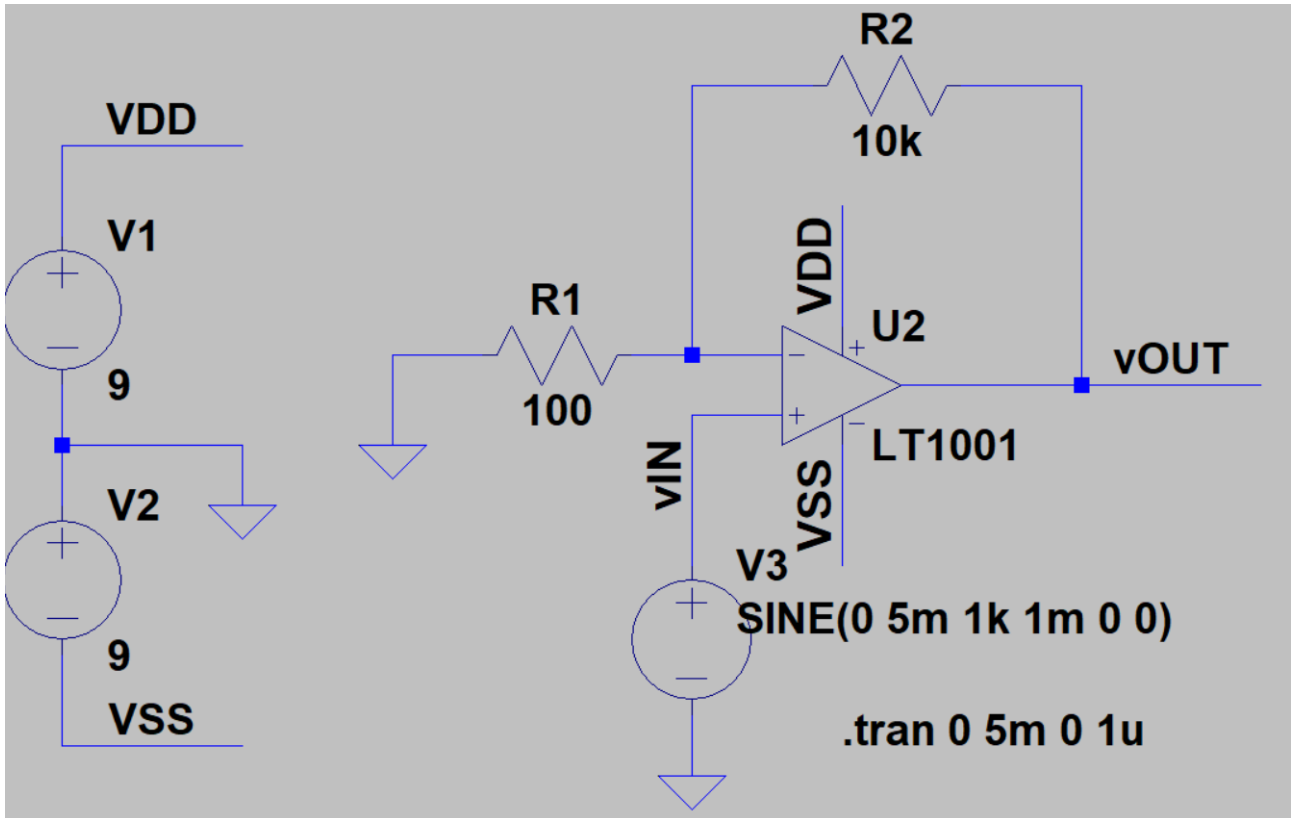 R2
10k
VDD
V1
9
V2
9
VSS
R1
100
VDD
U2
vOUT
LT1001
VSS
vIN
V3
SINE(0 5m 1k 1m 0 0)
.tran 0 5m 0 1u